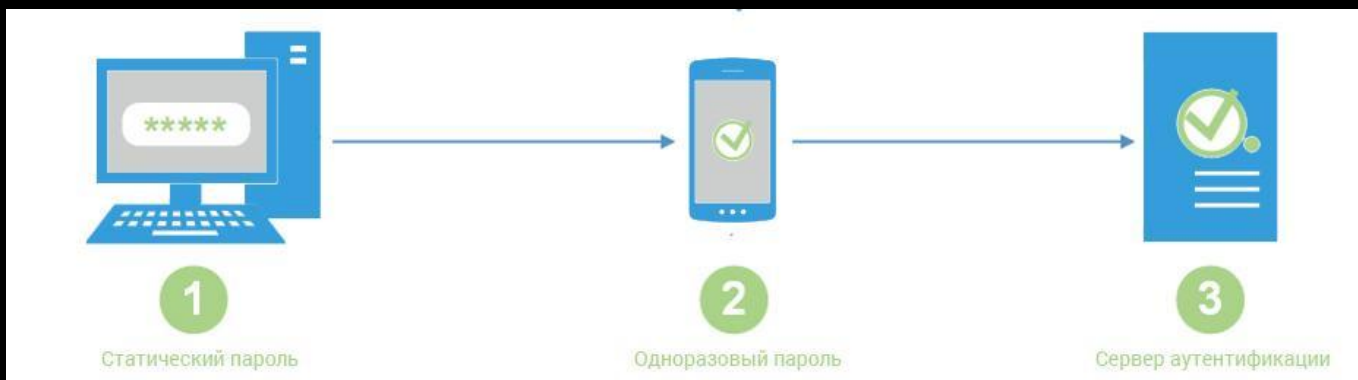 *****
1
2
3
Статический пароль
Одноразовый пароль
Сервер аутентификации